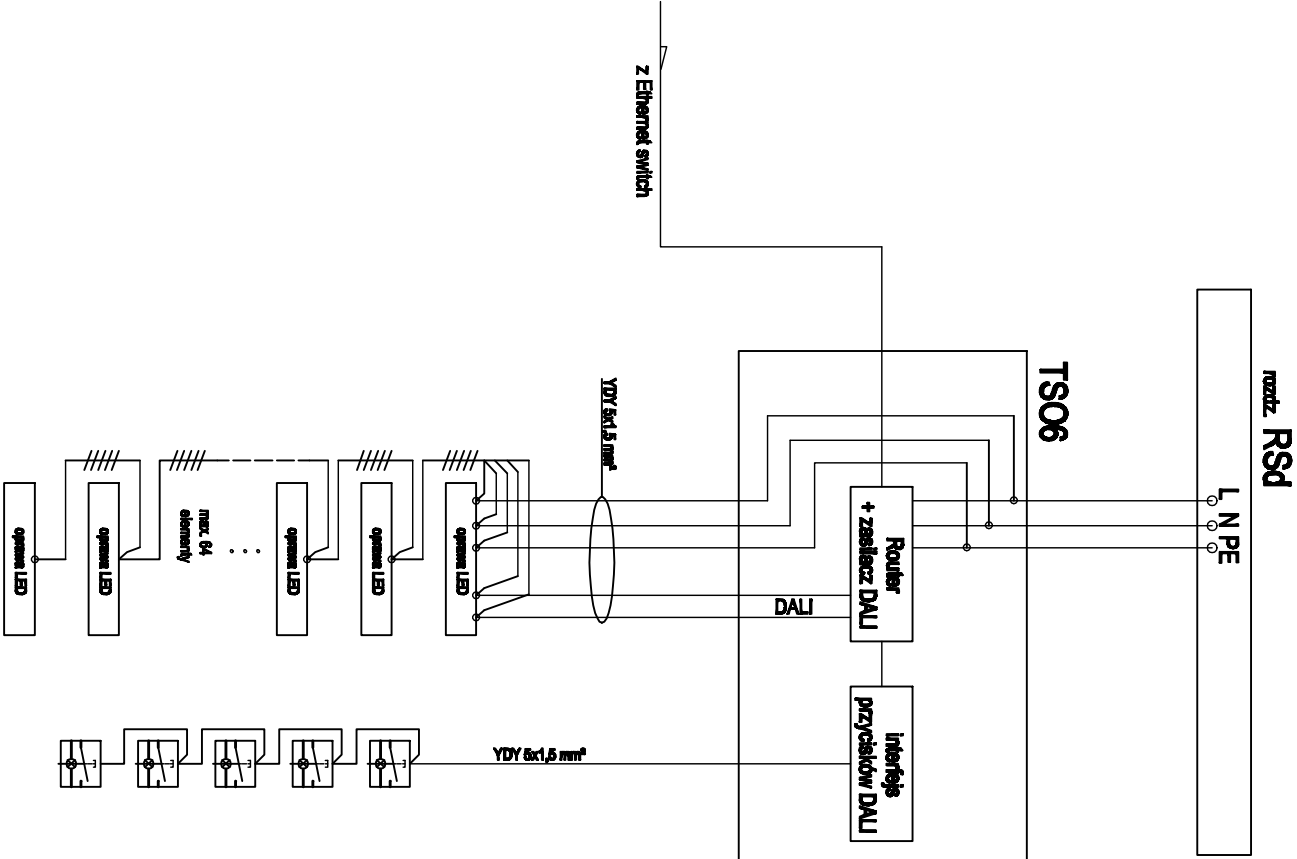 rozdz. RSd
L N PE
TSO6
Router
+ zasilacz DALI
interfejs
przycisków DALI
DALI
z Ethernet switch
YDY 5x1,5 mm²
YDY 5x1,5 mm²
oprawa LED
oprawa LED
oprawa LED
max. 64
elementy
oprawa LED
oprawa LED